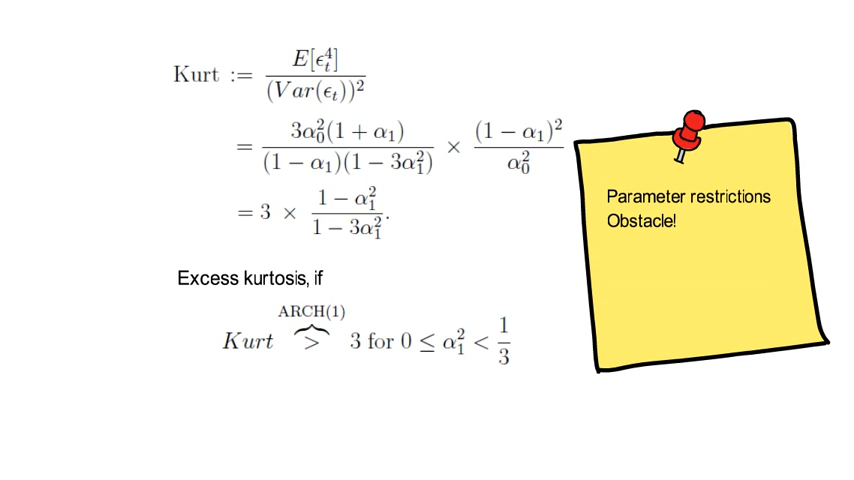 Kurt := E[ϵ_t^4] / (Var(ϵ_t))^2
= 3α_0^2(1 + α_1) / (1 − α_1)(1 − 3α_1^2) × (1 − α_1)^2 / α_0^2
= 3 × (1 − α_1^2) / (1 − 3α_1^2).
Parameter restrictions
Obstacle!
Excess kurtosis, if
ARCH(1)
Kurt > 3 for 0 ≤ α_1^2 < 1/3